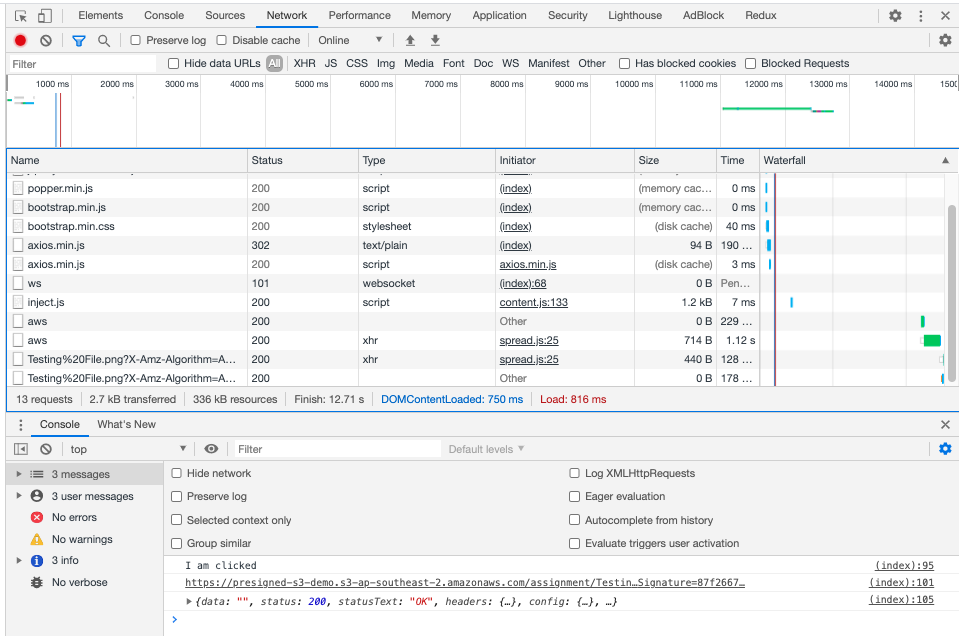 Elements Console Sources Network Performance Memory Application Security Lighthouse AdBlock Redux
Preserve log Disable cache Online
Filter Hide data URLs All XHR JS CSS Img Media Font Doc WS Manifest Other Has blocked cookies Blocked Requests
1000 ms 2000 ms 3000 ms 4000 ms 5000 ms 6000 ms 7000 ms 8000 ms 9000 ms 10000 ms 11000 ms 12000 ms 13000 ms 14000 ms 1500
Name Status Type Initiator Size Time Waterfall
popper.min.js 200 script (index) (memory cac... 0 ms
bootstrap.min.js 200 script (index) (memory cac... 0 ms
bootstrap.min.css 200 stylesheet (index) (disk cache) 40 ms
axios.min.js 302 text/plain (index) 94 B 190 ...
axios.min.js 200 script axios.min.js (disk cache) 3 ms
ws 101 websocket (index):68 0 B Pen...
inject.js 200 script content.js:133 1.2 kB 7 ms
aws 200 Other 0 B 229 ...
aws 200 xhr spread.js:25 714 B 1.12 s
Testing%20File.png?X-Amz-Algorithm=A... 200 xhr spread.js:25 440 B 128 ...
Testing%20File.png?X-Amz-Algorithm=A... 200 Other 0 B 178 ...
13 requests 2.7 kB transferred 336 kB resources Finish: 12.71 s DOMContentLoaded: 750 ms Load: 816 ms
Console What's New
top Filter Default levels
3 messages Hide network Log XMLHttpRequests
3 user messages Preserve log Eager evaluation
No errors Selected context only Autocomplete from history
No warnings Group similar Evaluate triggers user activation
3 info I am clicked (index):95
No verbose https://presigned-s3-demo.s3-ap-southeast-2.amazonaws.com/assignment/Testin…Signature=87f2667… (index):101
{data: "", status: 200, statusText: "OK", headers: {…}, config: {…}, …} (index):105